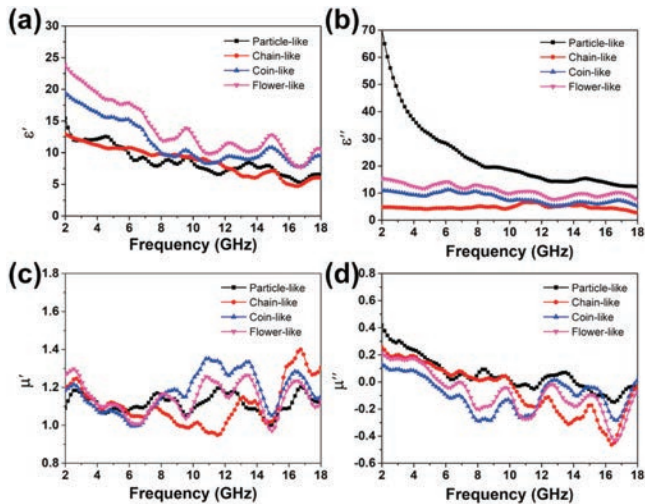 (a)
30
25
20
15
10
5
0
ε′
Particle-like
Chain-like
Coin-like
Flower-like
2 4 6 8 10 12 14 16 18
Frequency (GHz)
(b)
70
60
50
40
30
20
10
0
ε″
Particle-like
Chain-like
Coin-like
Flower-like
2 4 6 8 10 12 14 16 18
Frequency (GHz)
(c)
1.8
1.6
1.4
1.2
1.0
0.8
μ′
Particle-like
Chain-like
Coin-like
Flower-like
2 4 6 8 10 12 14 16 18
Frequency (GHz)
(d)
0.8
0.6
0.4
0.2
0.0
-0.2
-0.4
-0.6
μ″
Particle-like
Chain-like
Coin-like
Flower-like
2 4 6 8 10 12 14 16 18
Frequency (GHz)